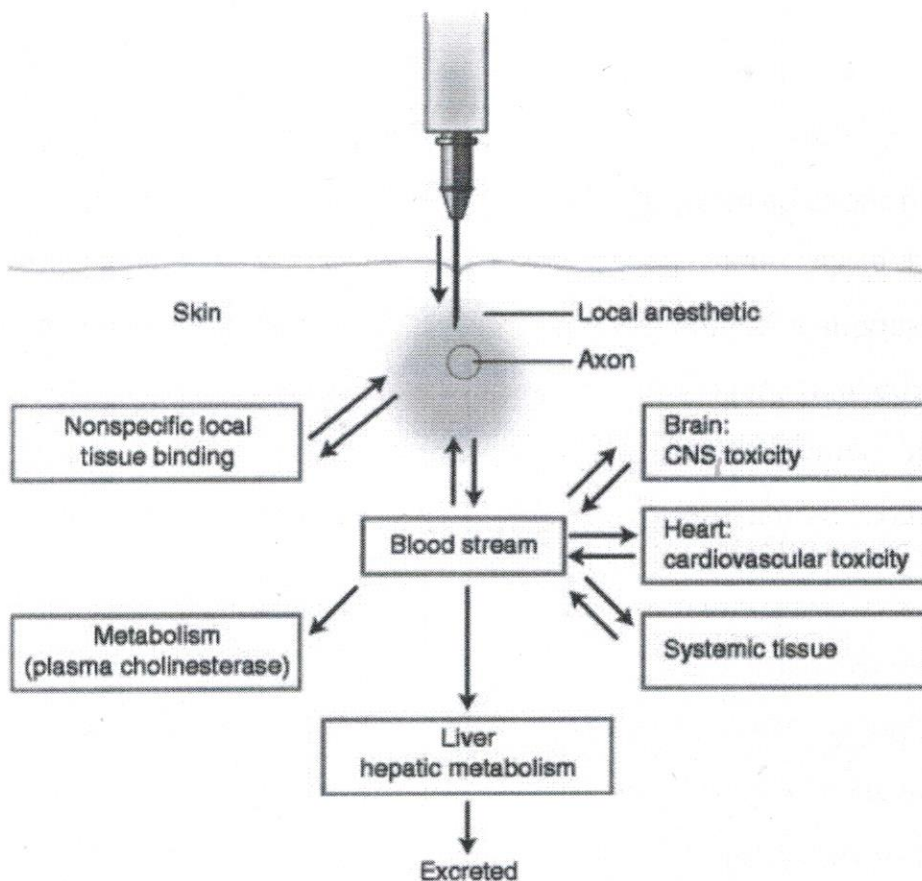 Skin
Local anesthetic
Axon
Nonspecific local
tissue binding
Brain:
CNS toxicity
Blood stream
Heart:
cardiovascular toxicity
Metabolism
(plasma cholinesterase)
Systemic tissue
Liver
hepatic metabolism
Excreted